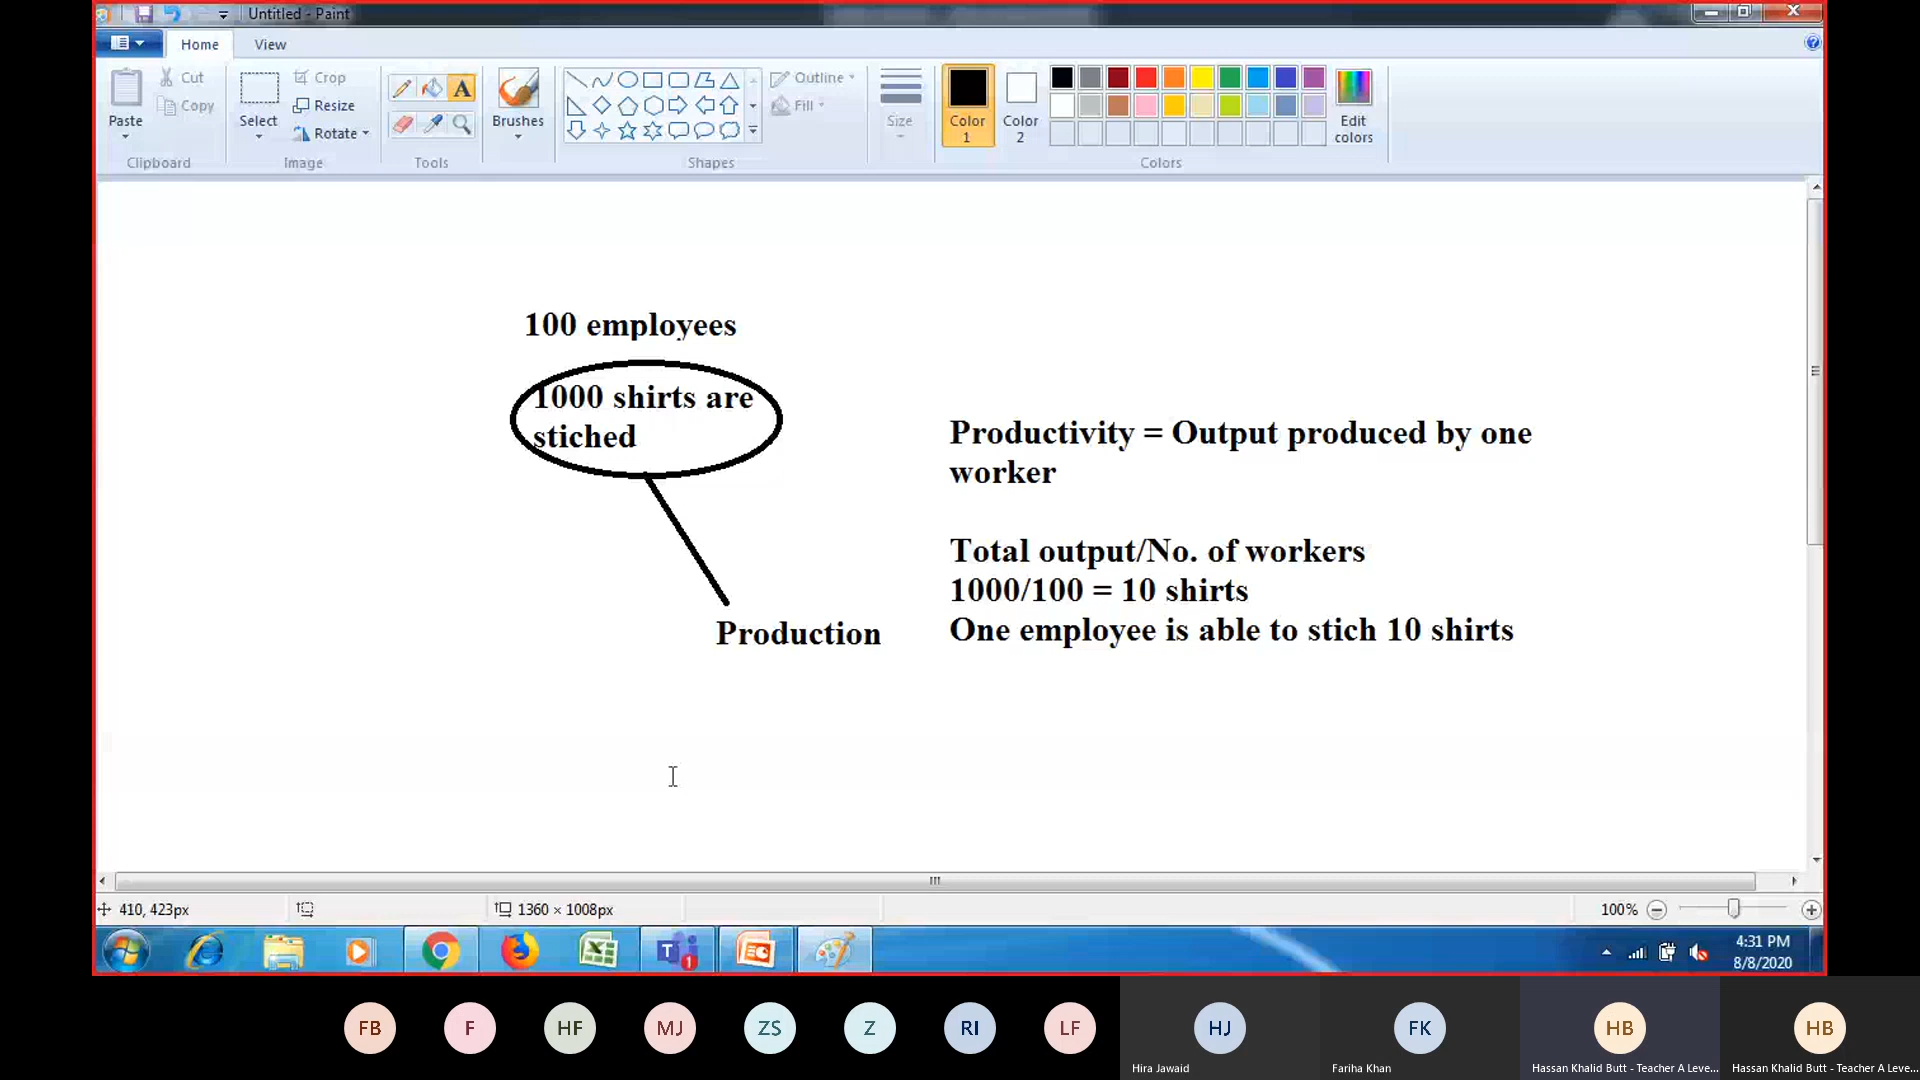 Untitled - Paint
Home
View
Paste
Cut
Copy
Clipboard
Select
Crop
Resize
Rotate
Image
A
Tools
Brushes
Shapes
Outline
Fill
Size
Color
1
Color
2
Edit
colors
Colors
100 employees
1000 shirts are
stiched
Production
Productivity = Output produced by one
worker
Total output/No. of workers
1000/100 = 10 shirts
One employee is able to stich 10 shirts
410, 423px
1360 × 1008px
100%
T
1
4:31 PM
8/8/2020
FB
F
HF
MJ
ZS
Z
RI
LF
HJ
Hira Jawaid
FK
Fariha Khan
HB
Hassan Khalid Butt - Teacher A Leve...
HB
Hassan Khalid Butt - Teacher A Leve...